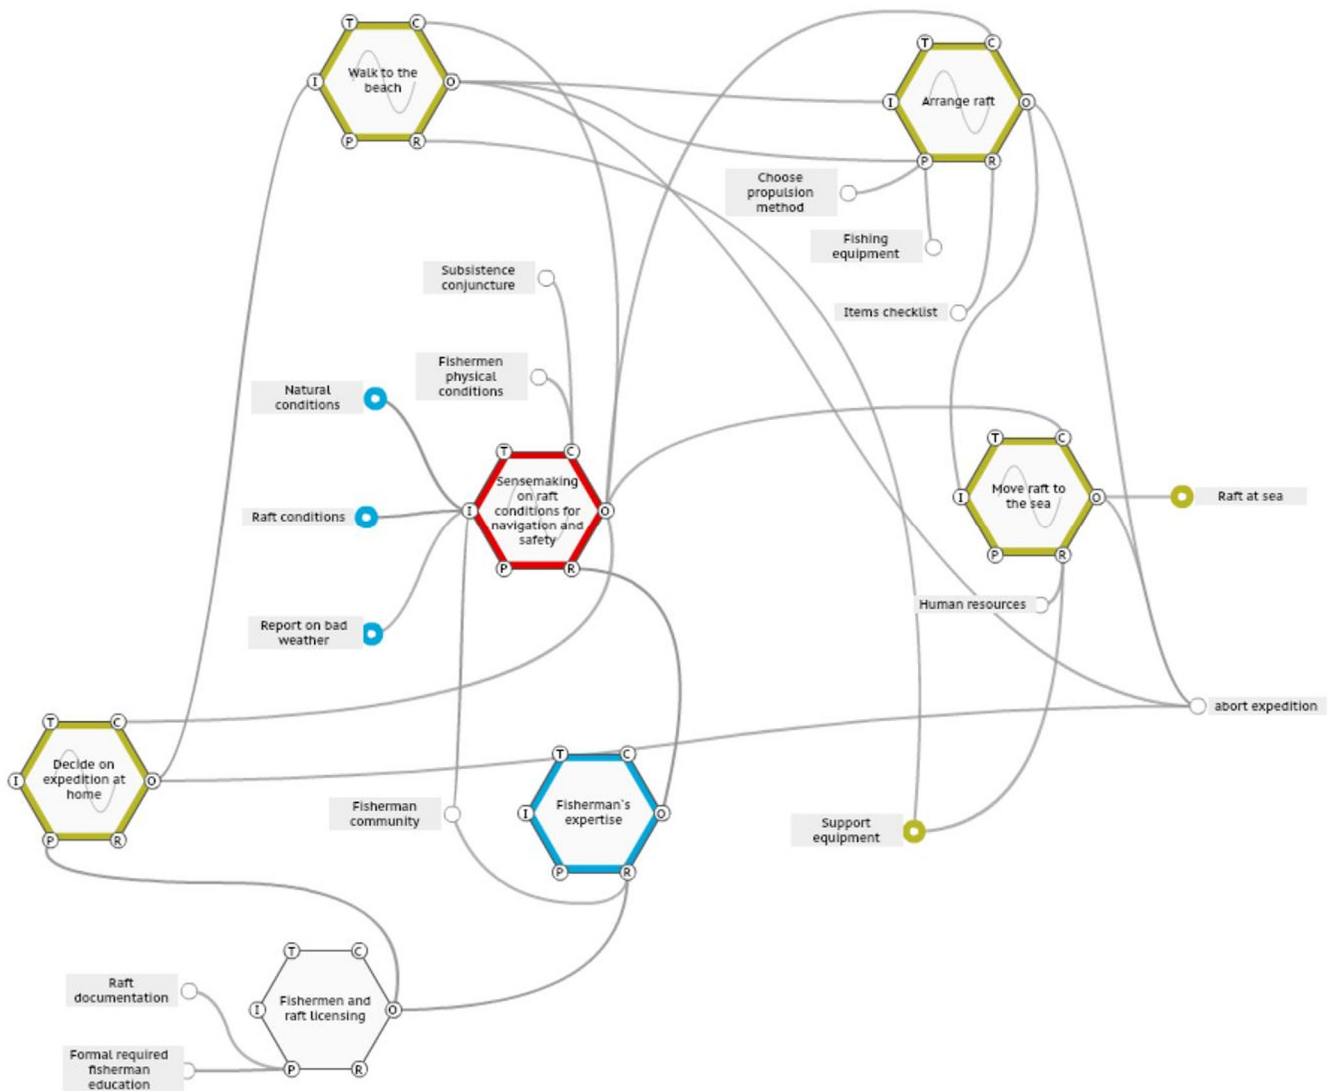 T
C
Walk to the
beach
I
O
P
R
T
C
Arrange raft
I
O
P
R
Choose
propulsion
method
Fishing
equipment
Items checklist
Subsistence
conjuncture
Fishermen
physical
conditions
Natural
conditions
Raft conditions
Report on bad
weather
T
C
Sensemaking
on raft
conditions for
navigation and
safety
I
O
P
R
T
C
Move raft to
the sea
I
O
P
R
Raft at sea
Human resources
abort expedition
T
C
Decide on
expedition at
home
I
O
P
R
Fisherman
community
T
C
Fisherman`s
expertise
I
O
P
R
Support
equipment
T
C
Fishermen and
raft licensing
I
O
P
R
Raft
documentation
Formal required
fisherman
education